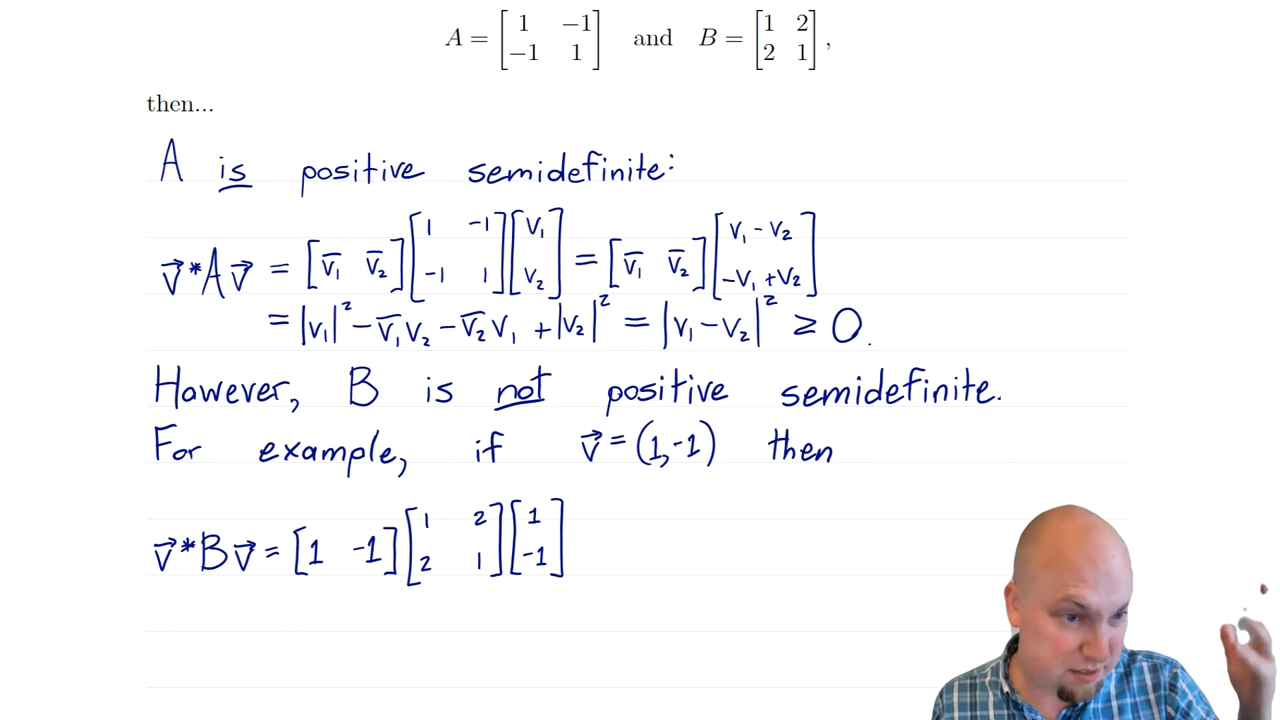 A = [1 −1; −1 1] and B = [1 2; 2 1],
then...
A is positive semidefinite:
v⃗*Av⃗ = [v̄₁ v̄₂] [1 -1; -1 1] [v₁; v₂] = [v̄₁ v̄₂] [v₁ - v₂; -v₁ + v₂]
= |v₁|² - v̄₁v₂ - v̄₂v₁ + |v₂|² = |v₁ - v₂|² ≥ 0.
However, B is not positive semidefinite.
For example, if v⃗ = (1,-1) then
v⃗*Bv⃗ = [1 -1] [1 2; 2 1] [1; -1]